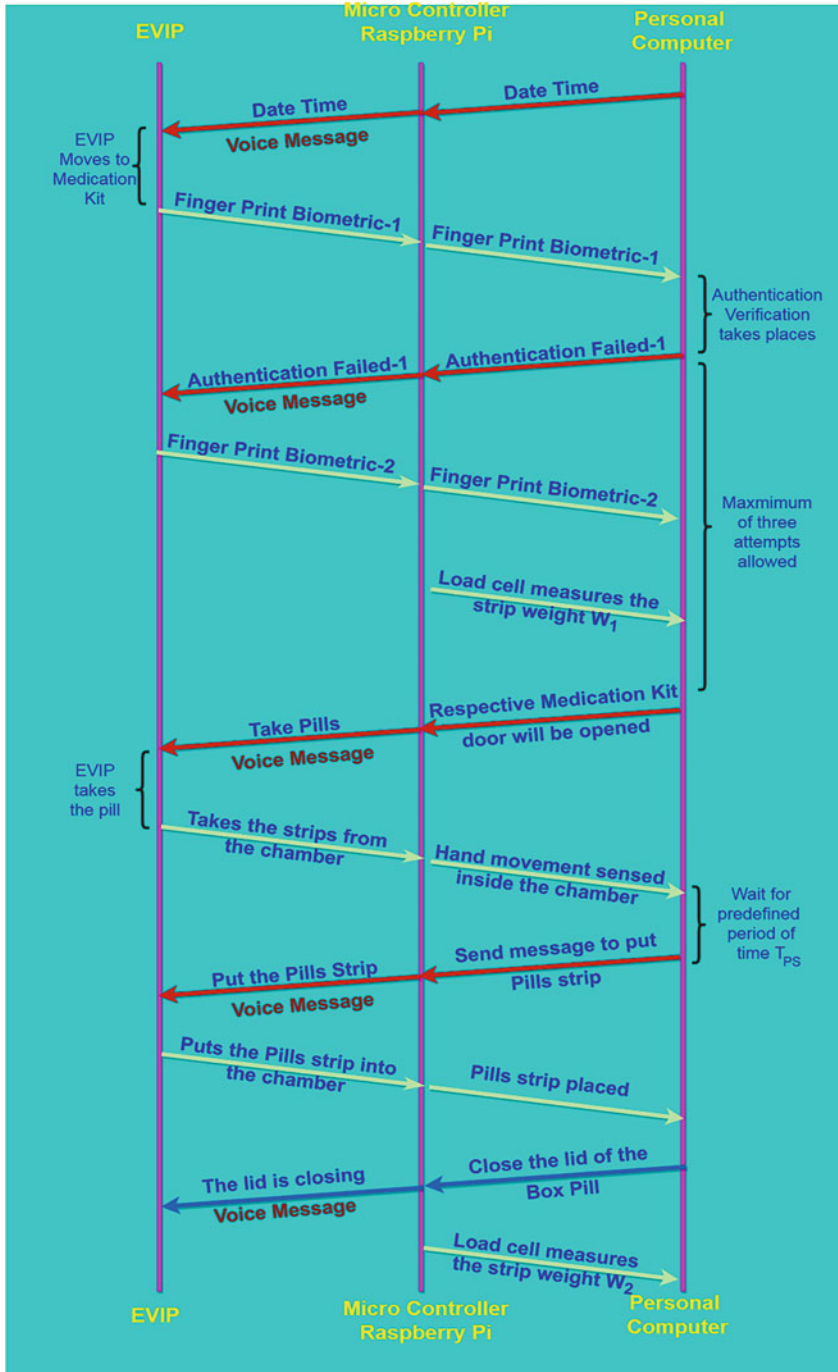 EVIP
Micro Controller
Raspberry Pi
Personal
Computer
Date Time
Date Time
Voice Message
EVIP
Moves to
Medication
Kit
Finger Print Biometric-1
Finger Print Biometric-1
Authentication
Verification
takes places
Authentication Failed-1
Authentication Failed-1
Voice Message
Finger Print Biometric-2
Finger Print Biometric-2
Maxmimum
of three
attempts
allowed
Load cell measures the
strip weight W1
Respective Medication Kit
door will be opened
Take Pills
Voice Message
EVIP
takes
the pill
Takes the strips from
the chamber
Hand movement sensed
inside the chamber
Wait for
predefined
period of
time TPS
Send message to put
Pills strip
Put the Pills Strip
Voice Message
Puts the Pills strip into
the chamber
Pills strip placed
Close the lid of the
Box Pill
The lid is closing
Voice Message
Load cell measures
the strip weight W2
EVIP
Micro Controller
Raspberry Pi
Personal
Computer